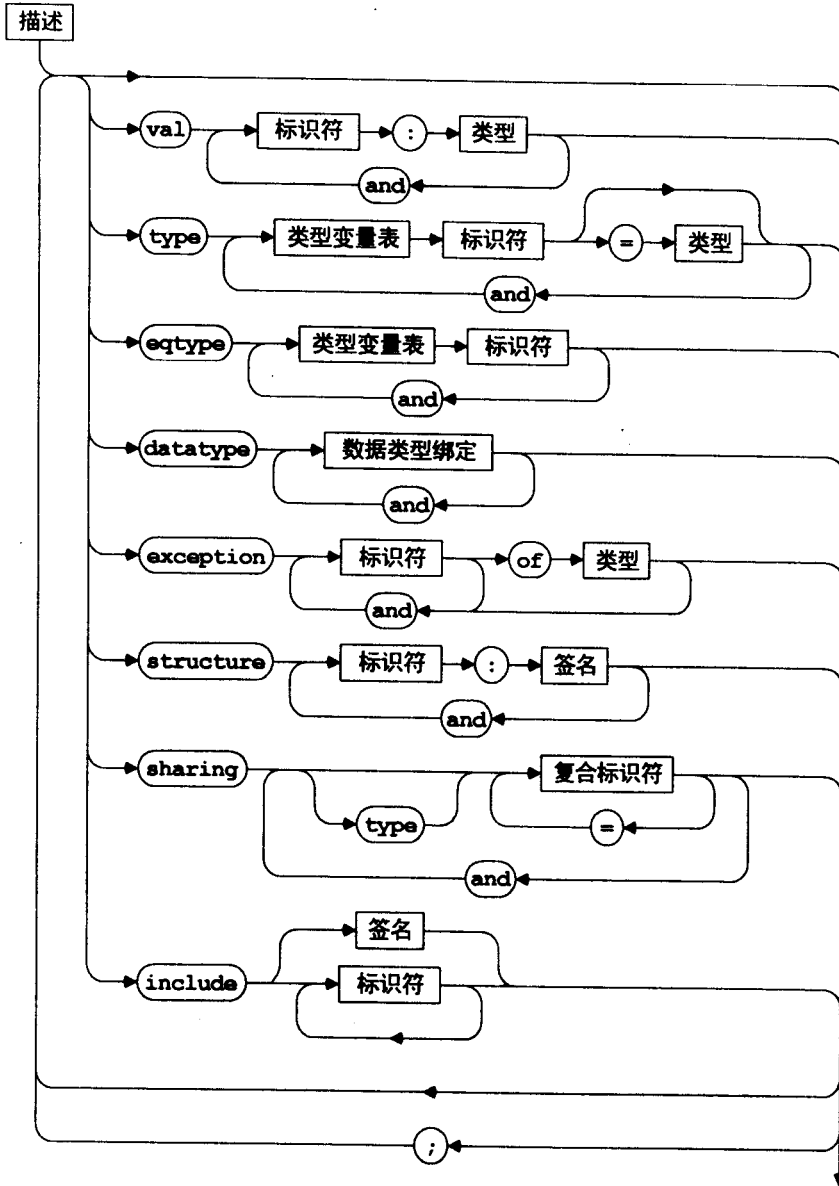 描述
val 标识符 : 类型
and
type 类型变量表 标识符 = 类型
and
eqtype 类型变量表 标识符
and
datatype 数据类型绑定
and
exception 标识符 of 类型
and
structure 标识符 : 签名
and
sharing 复合标识符
type =
and
签名
include 标识符
;